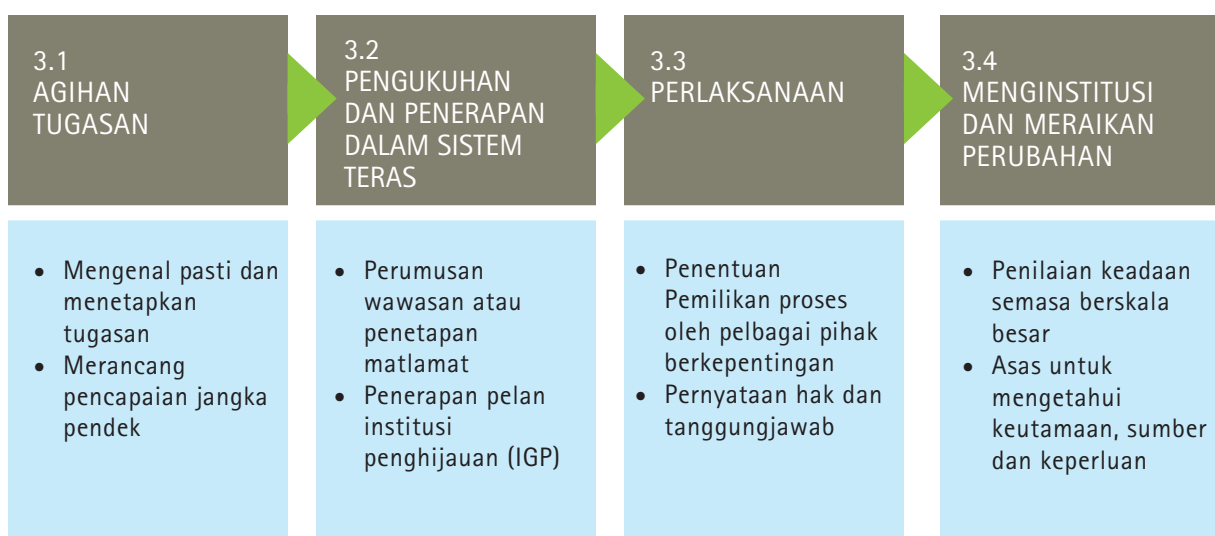 3.1
AGIHAN
TUGASAN
• Mengenal pasti dan
menetapkan
tugasan
• Merancang
pencapaian jangka
pendek
3.2
PENGUKUHAN
DAN PENERAPAN
DALAM SISTEM
TERAS
• Perumusan
wawasan atau
penetapan
matlamat
• Penerapan pelan
institusi
penghijauan (IGP)
3.3
PERLAKSANAAN
• Penentuan
Pemilikan proses
oleh pelbagai pihak
berkepentingan
• Pernyataan hak dan
tanggungjawab
3.4
MENGINSTITUSI
DAN MERAIKAN
PERUBAHAN
• Penilaian keadaan
semasa berskala
besar
• Asas untuk
mengetahui
keutamaan, sumber
dan keperluan